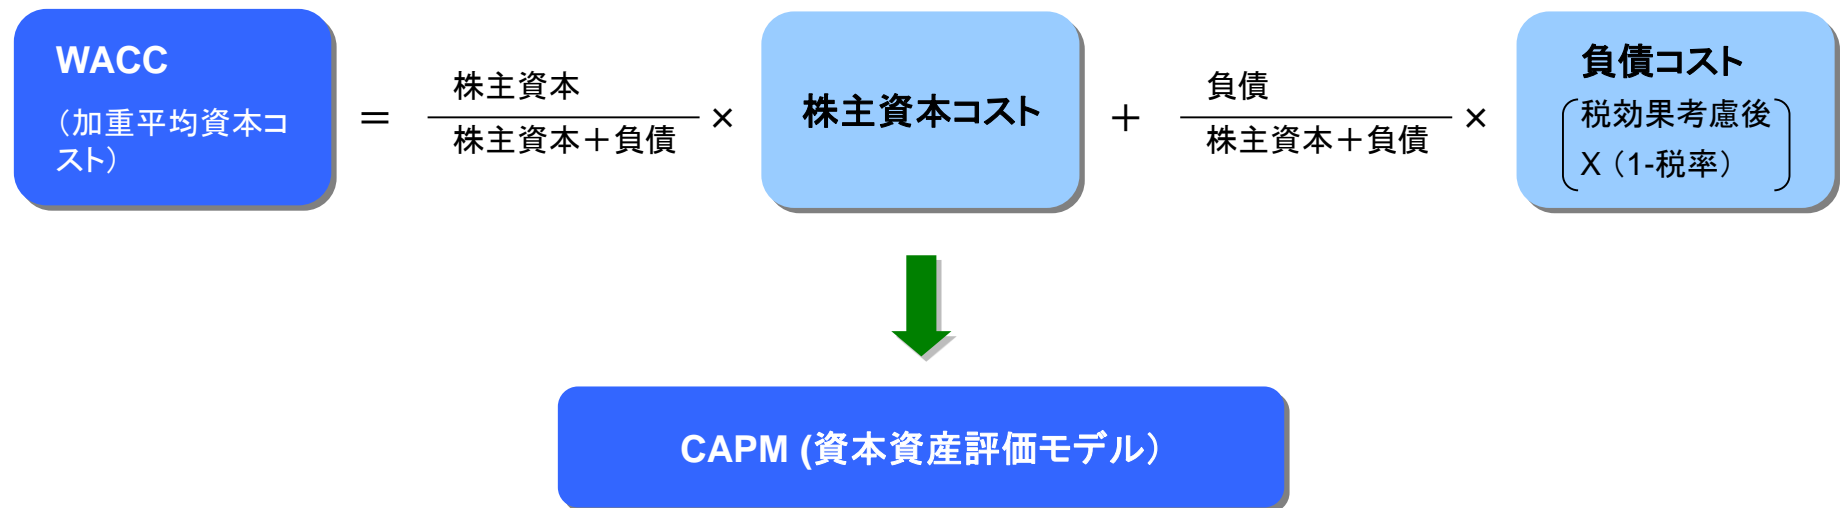 WACC
（加重平均資本コ
スト）
＝
株主資本
株主資本＋負債
×
株主資本コスト
＋
負債
株主資本＋負債
×
負債コスト
税効果考慮後
X（1-税率）
CAPM (資本資産評価モデル）